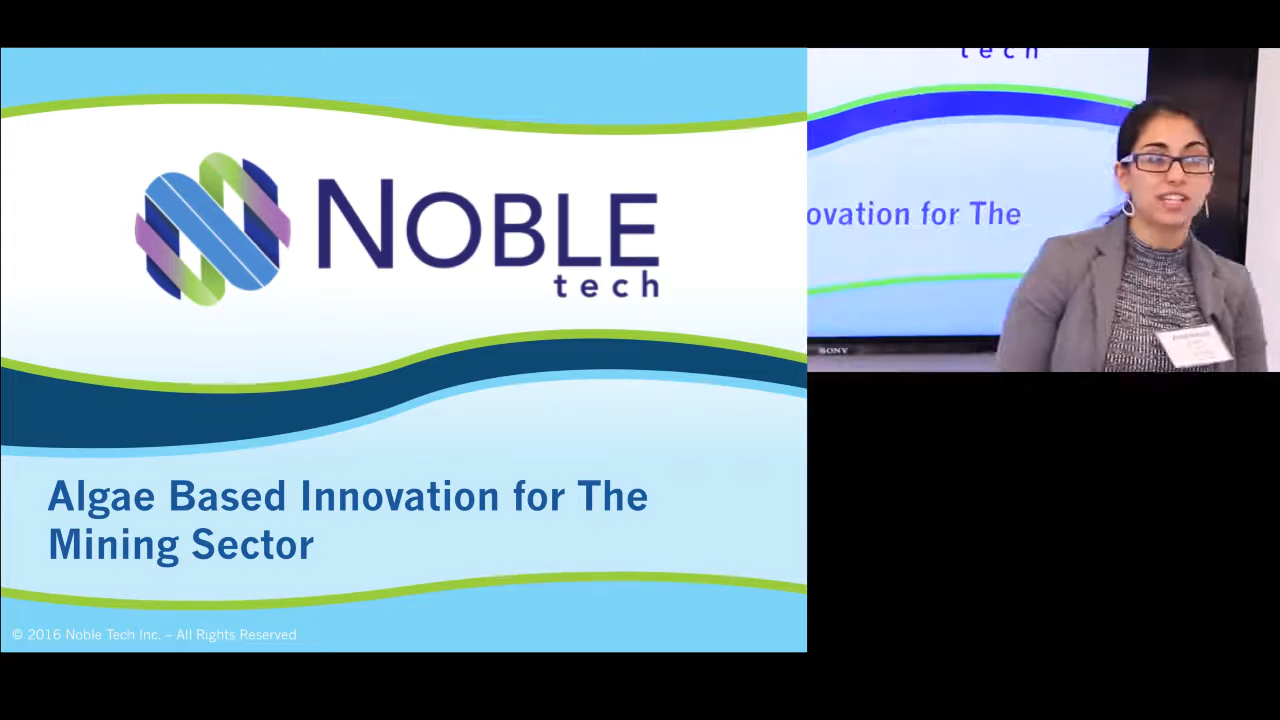 NOBLE
tech
Algae Based Innovation for The
Mining Sector
© 2016 Noble Tech Inc. – All Rights Reserved
tech
ovation for The
SONY